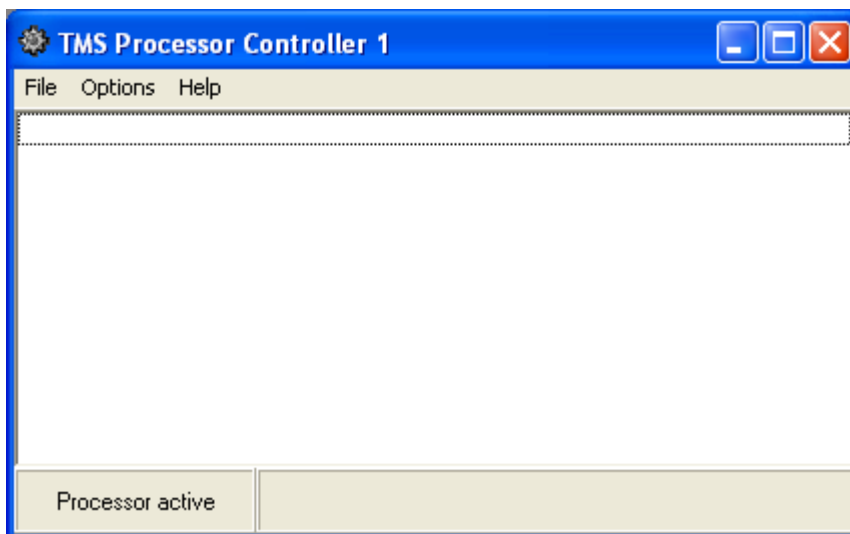 TMS Processor Controller 1
File Options Help
Processor active